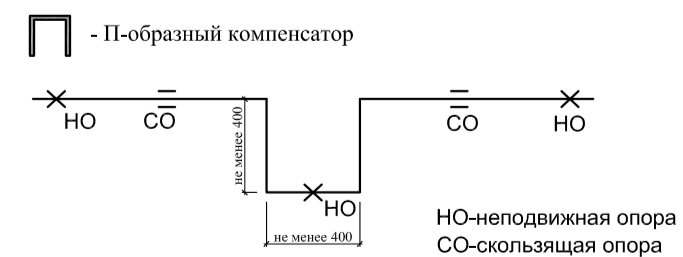 - П-образный компенсатор
НО СО СО НО
не менее 400
НО
не менее 400
НО-неподвижная опора
СО-скользящая опора